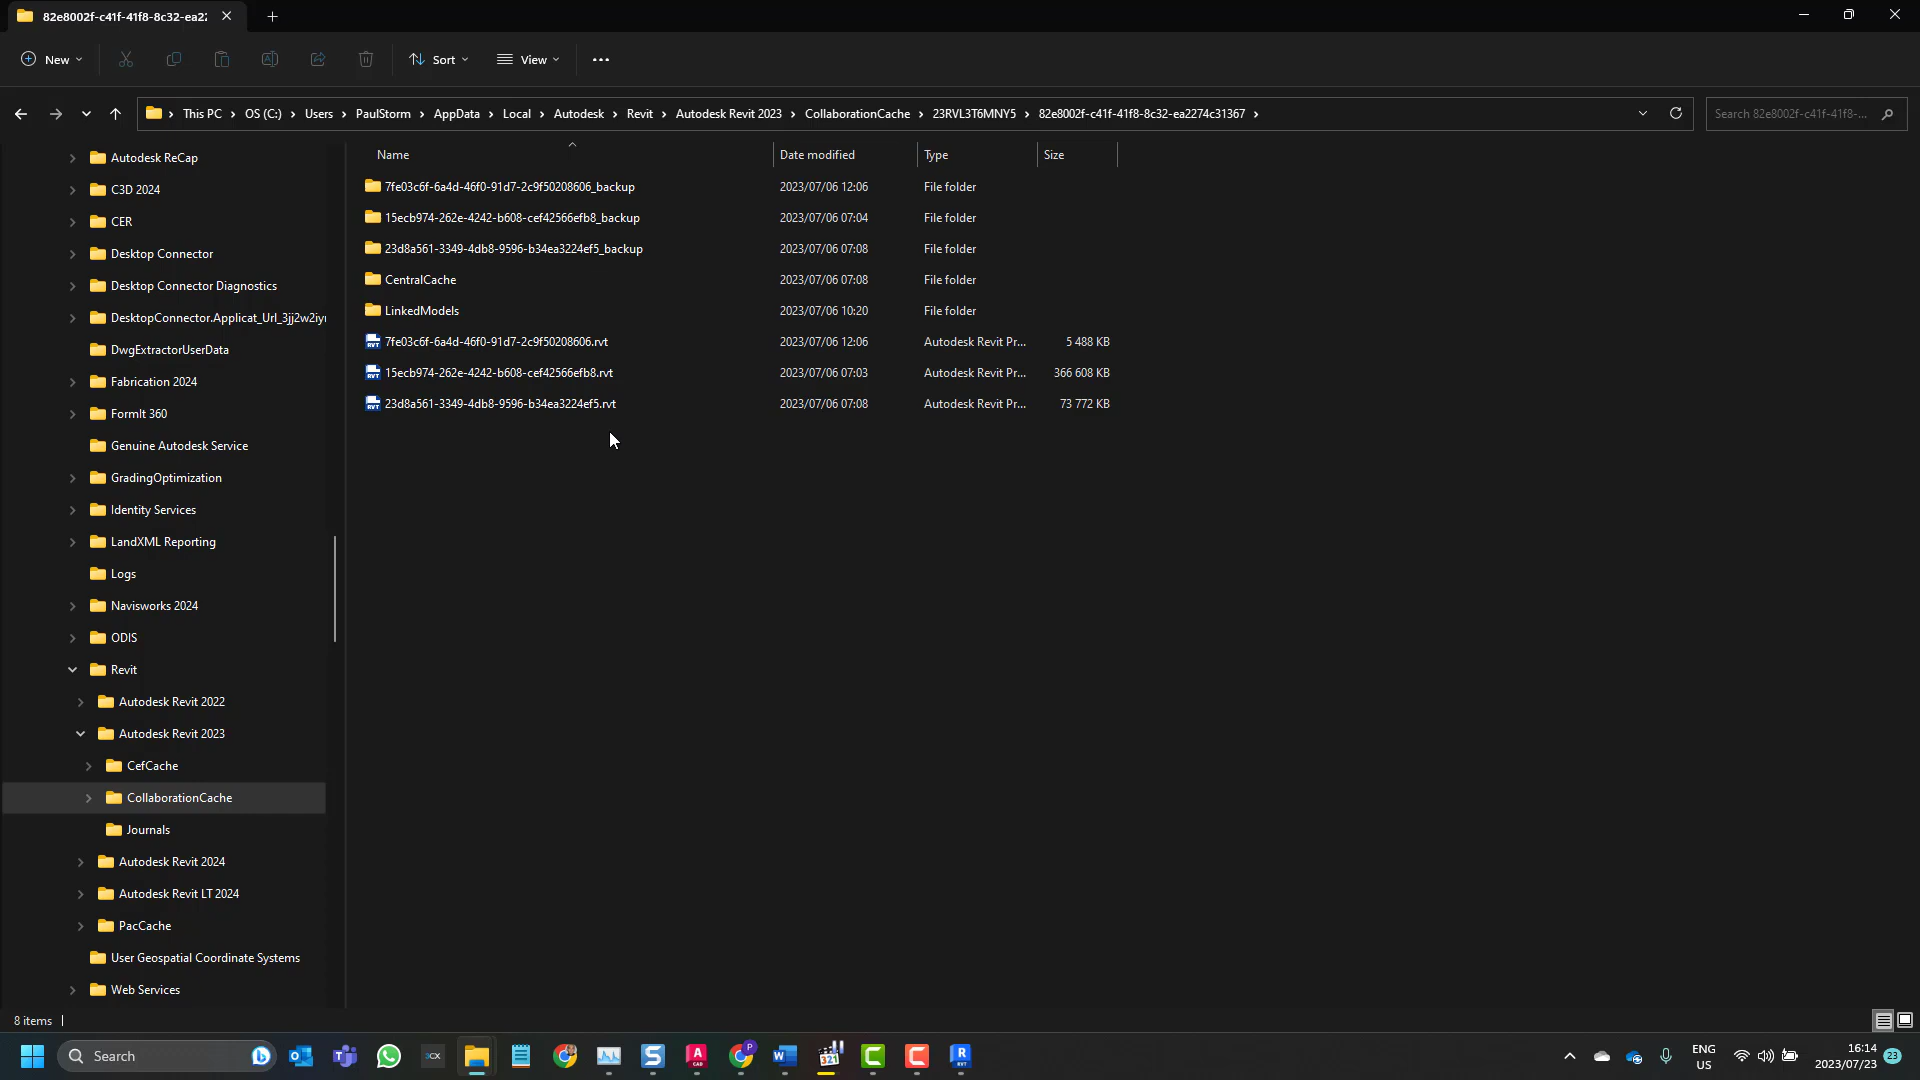 82e8002f-c41f-41f8-8c32-ea22
New
Sort
View
This PC > OS (C:) > Users > PaulStorm > AppData > Local > Autodesk > Revit > Autodesk Revit 2023 > CollaborationCache > 23RVL3T6MNY5 > 82e8002f-c41f-41f8-8c32-ea2274c31367 >
Search 82e8002f-c41f-41f8-...
Name Date modified Type Size
7fe03c6f-6a4d-46f0-91d7-2c9f50208606_backup 2023/07/06 12:06 File folder
15ecb974-262e-4242-b608-cef42566efb8_backup 2023/07/06 07:04 File folder
23d8a561-3349-4db8-9596-b34ea3224ef5_backup 2023/07/06 07:08 File folder
CentralCache 2023/07/06 07:08 File folder
LinkedModels 2023/07/06 10:20 File folder
7fe03c6f-6a4d-46f0-91d7-2c9f50208606.rvt 2023/07/06 12:06 Autodesk Revit Pr... 5 488 KB
15ecb974-262e-4242-b608-cef42566efb8.rvt 2023/07/06 07:03 Autodesk Revit Pr... 366 608 KB
23d8a561-3349-4db8-9596-b34ea3224ef5.rvt 2023/07/06 07:08 Autodesk Revit Pr... 73 772 KB
Autodesk ReCap
C3D 2024
CER
Desktop Connector
Desktop Connector Diagnostics
DesktopConnector.Applicat_Url_3jj2w2iyr
DwgExtractorUserData
Fabrication 2024
FormIt 360
Genuine Autodesk Service
GradingOptimization
Identity Services
LandXML Reporting
Logs
Navisworks 2024
ODIS
Revit
Autodesk Revit 2022
Autodesk Revit 2023
CefCache
CollaborationCache
Journals
Autodesk Revit 2024
Autodesk Revit LT 2024
PacCache
User Geospatial Coordinate Systems
Web Services
8 items
Search
3CX
ENG
US
16:14
2023/07/23
23